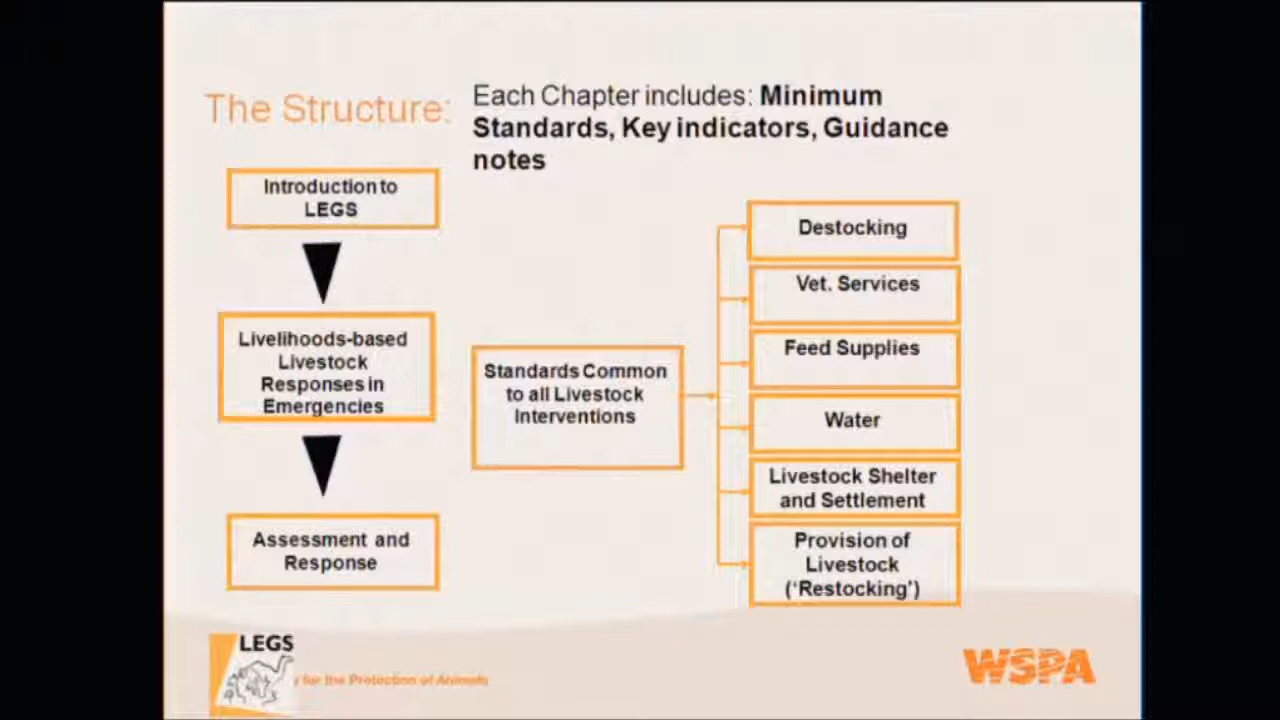 The Structure:
Each Chapter includes: Minimum
Standards, Key indicators, Guidance
notes
Introduction to
LEGS
Livelihoods-based
Livestock
Responses in
Emergencies
Assessment and
Response
Standards Common
to all Livestock
Interventions
Destocking
Vet. Services
Feed Supplies
Water
Livestock Shelter
and Settlement
Provision of
Livestock
(‘Restocking’)
LEGS
y for the Protection of Animals
WSPA